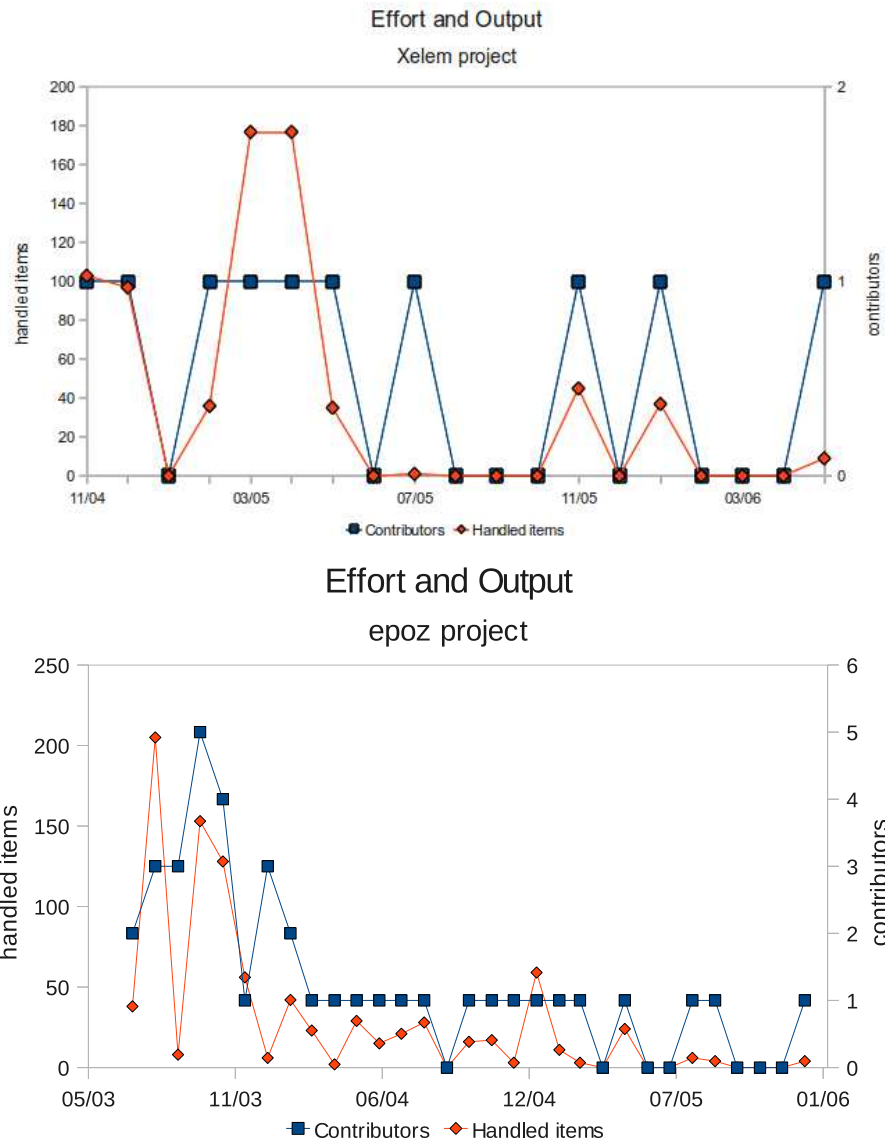 Effort and Output
Xelem project
200 2
180
160
140
120
100 1
80
60
40
20
0 0
handled items
contributors
11/04 03/05 07/05 11/05 03/06
Contributors Handled items
Effort and Output
epoz project
250 6
200 5
150 4
100 3
50 2
0 1
0
handled items
contributors
05/03 11/03 06/04 12/04 07/05 01/06
Contributors Handled items